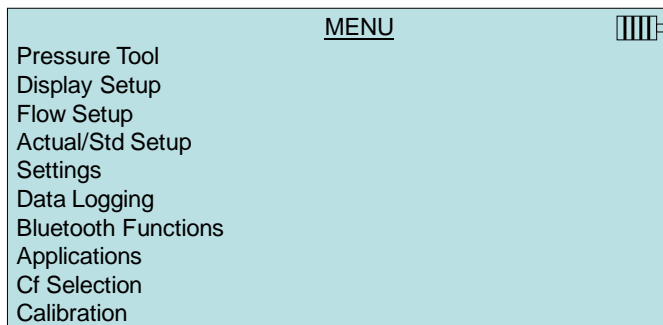 MENU
Pressure Tool
Display Setup
Flow Setup
Actual/Std Setup
Settings
Data Logging
Bluetooth Functions
Applications
Cf Selection
Calibration